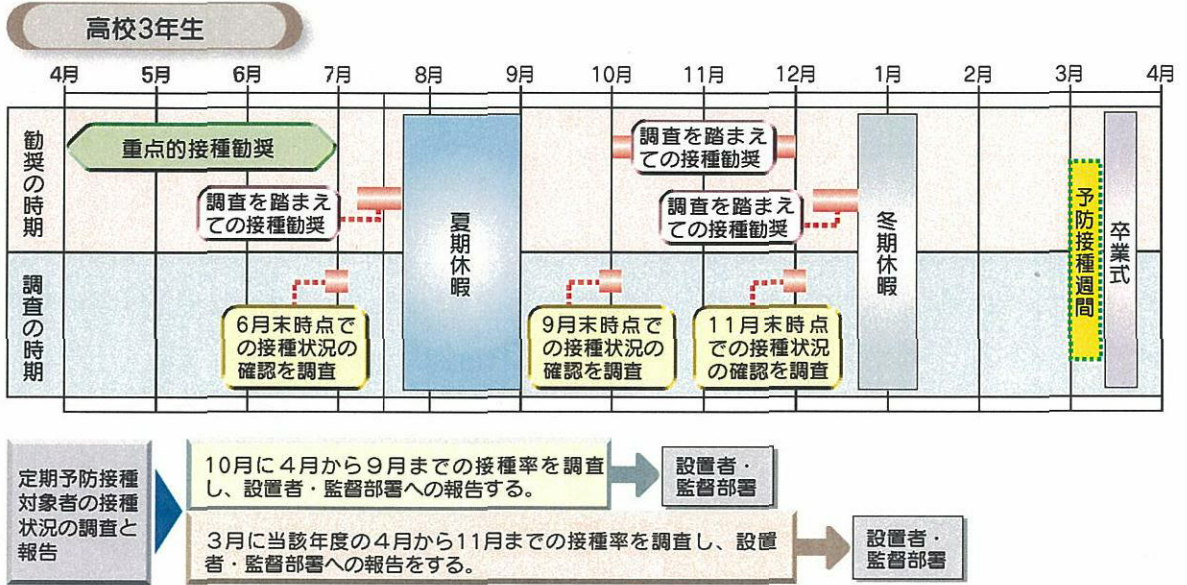 高校3年生
4月 5月 6月 7月 8月 9月 10月 11月 12月 1月 2月 3月 4月
勧奨の時期
重点的接種勧奨
調査を踏まえ
ての接種勧奨
調査を踏まえ
ての接種勧奨
調査を踏まえ
ての接種勧奨
夏期休暇
冬期休暇
予防接種週間
卒業式
調査の時期
6月末時点で
の接種状況の
確認を調査
9月末時点で
の接種状況の
確認を調査
11月末時点
での接種状況
の確認を調査
定期予防接種
対象者の接種
状況の調査と
報告
10月に4月から9月までの接種率を調査
し、設置者・監督部署への報告する。
設置者・
監督部署
3月に当該年度の4月から11月までの接種率を調査し、設置
者・監督部署への報告をする。
設置者・
監督部署